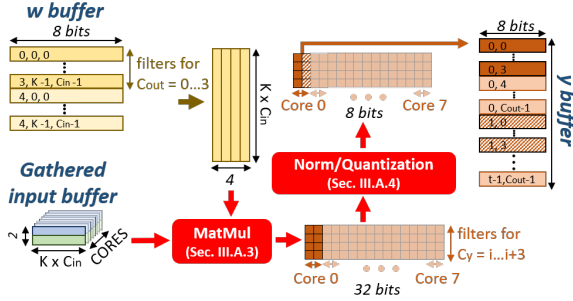 w buffer
8 bits
0, 0, 0
3, K -1, Cin -1
4, 0, 0
4, K -1, Cin-1
filters for
Cout = 0...3
K x Cin
4
Gathered
input buffer
2
K x Cin
CORES
MatMul
(Sec. III.A.3)
Core 0
Core 7
8 bits
Norm/Quantization
(Sec. III.A.4)
filters for
Cy = i...i+3
Core 0
Core 7
32 bits
8 bits
0, 0
0, 3
0, 4
0, Cout-1
1, 0
1, 3
t-1,Cout-1
y buffer